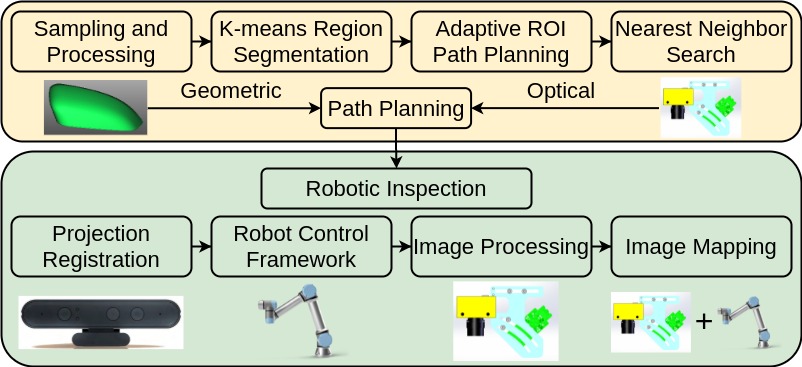 Sampling and
Processing
K-means Region
Segmentation
Adaptive ROI
Path Planning
Nearest Neighbor
Search
Geometric
Path Planning
Optical
Robotic Inspection
Projection
Registration
Robot Control
Framework
Image Processing
Image Mapping
+